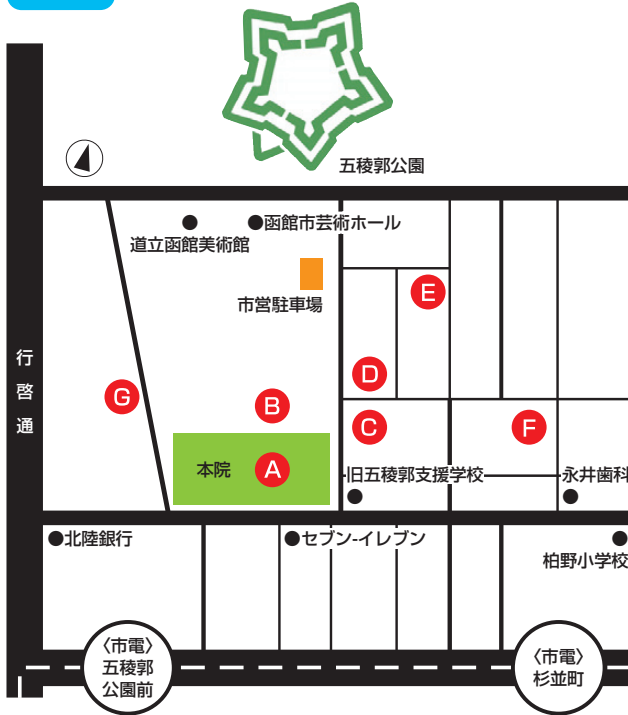 五稜郭公園
●函館市芸術ホール
道立函館美術館
市営駐車場
E
行啓通
D
G
B
C
F
本院
A
旧五稜郭支援学校
永井歯科
●北陸銀行
●セブン-イレブン
柏野小学校
〈市電〉
五稜郭
公園前
〈市電〉
杉並町